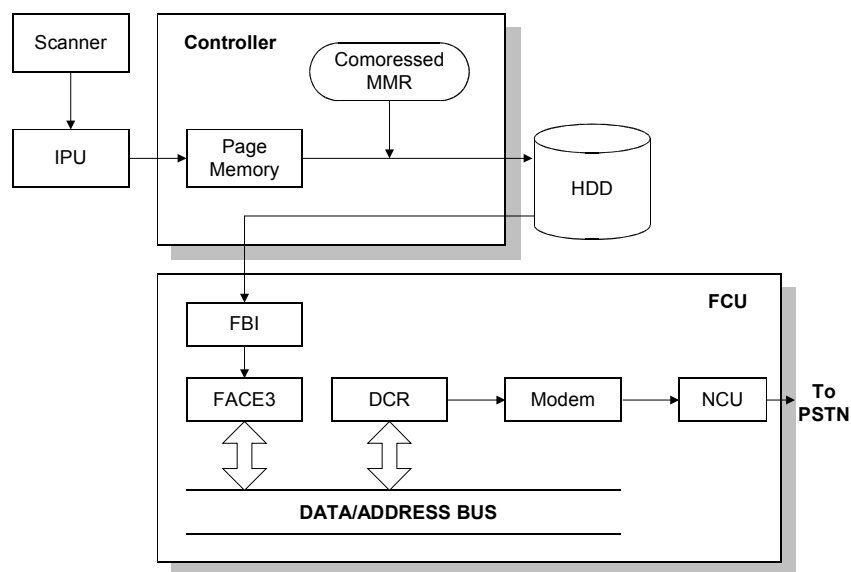 Scanner
Controller
Comoressed
MMR
IPU
Page
Memory
HDD
FCU
FBI
FACE3
DCR
Modem
NCU
To
PSTN
DATA/ADDRESS BUS